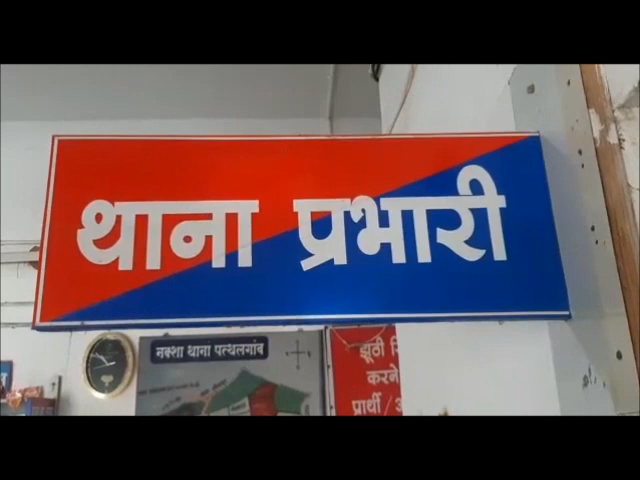 थाना प्रभारी
नक्शा थाना पत्थलगांव
झूठी
करने
प्रार्थी /